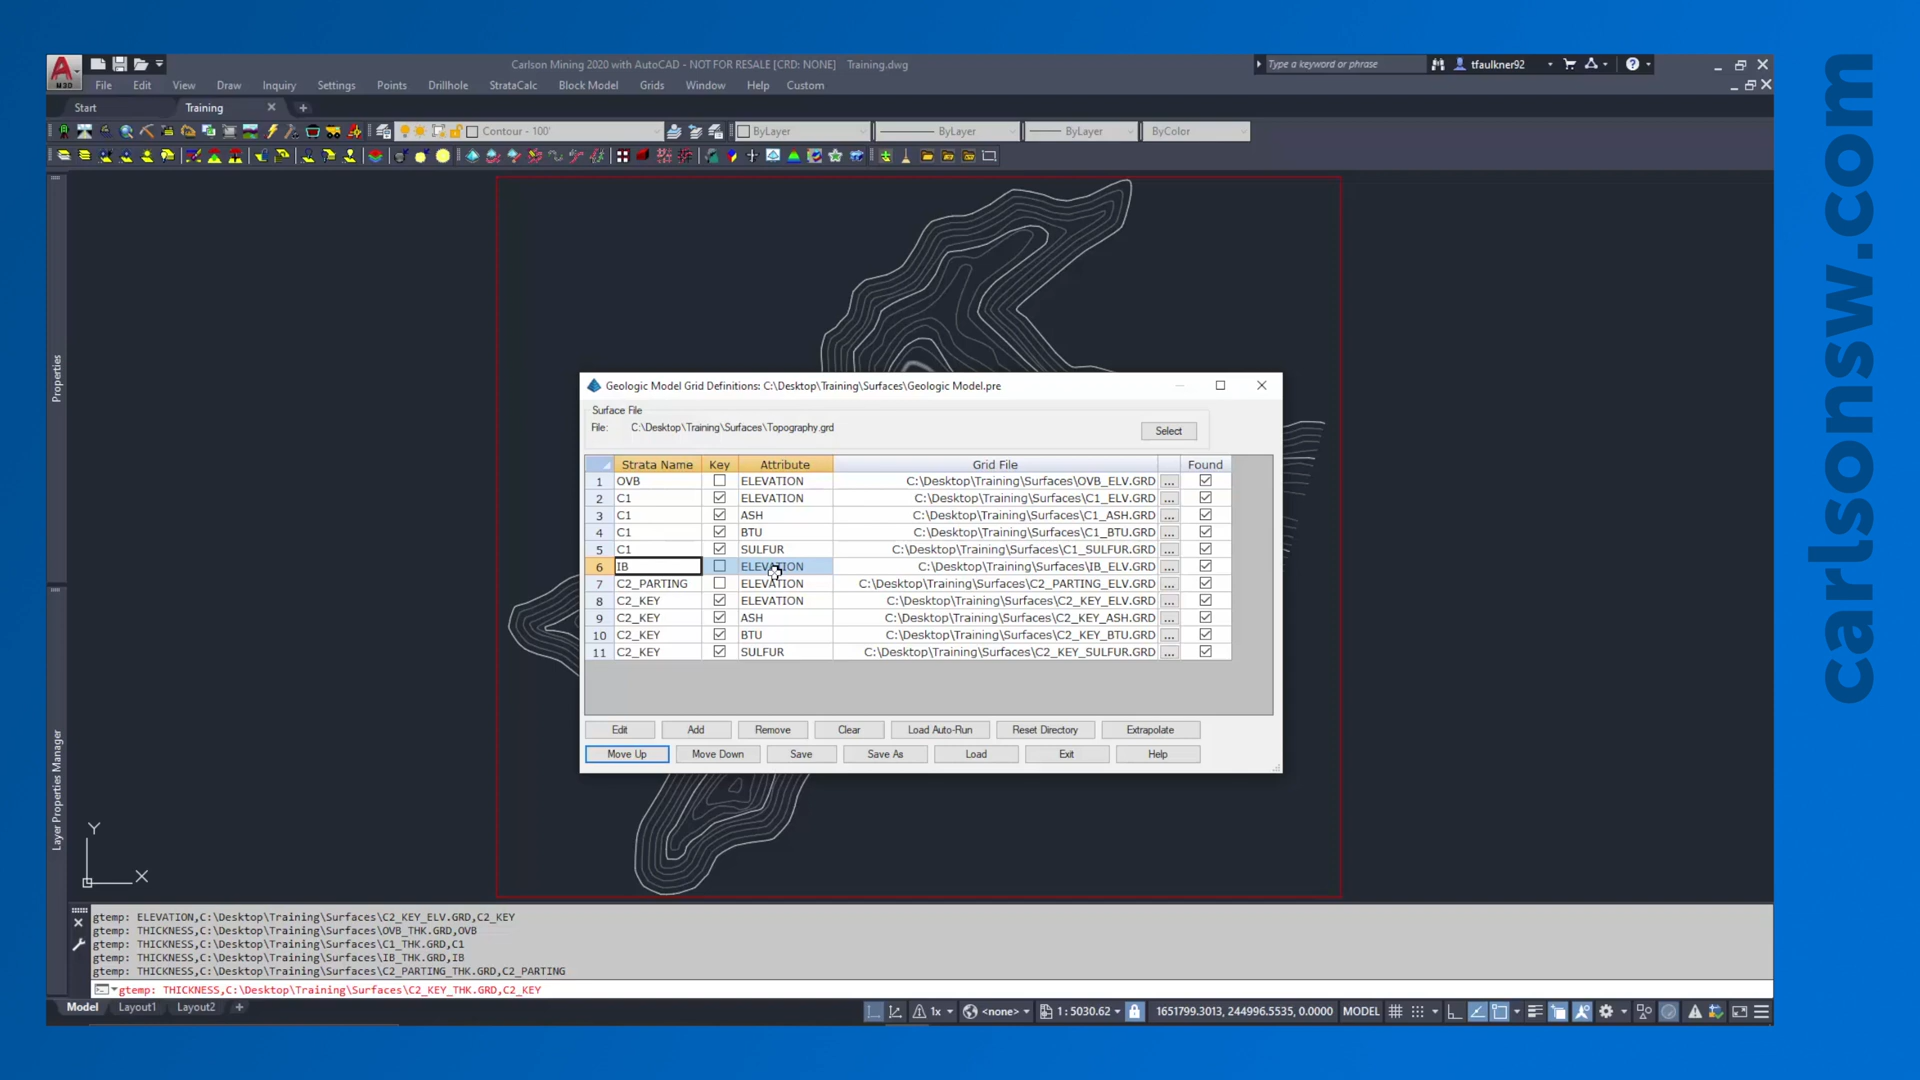 Carlson Mining 2020 with AutoCAD - NOT FOR RESALE [CRD: NONE] Training.dwg
Type a keyword or phrase
tfaulkner92
M3D
File Edit View Draw Inquiry Settings Points Drillhole StrataCalc Block Model Grids Window Help Custom
Start Training
Contour - 100' ByLayer ByLayer ByLayer ByColor
Properties
Layer Properties Manager
Geologic Model Grid Definitions: C:\Desktop\Training\Surfaces\Geologic Model.pre
Surface File
File: C:\Desktop\Training\Surfaces\Topography.grd Select
Strata Name Key Attribute Grid File Found
1 OVB ELEVATION C:\Desktop\Training\Surfaces\OVB_ELV.GRD ...
2 C1 ELEVATION C:\Desktop\Training\Surfaces\C1_ELV.GRD ...
3 C1 ASH C:\Desktop\Training\Surfaces\C1_ASH.GRD ...
4 C1 BTU C:\Desktop\Training\Surfaces\C1_BTU.GRD ...
5 C1 SULFUR C:\Desktop\Training\Surfaces\C1_SULFUR.GRD ...
6 IB ELEVATION C:\Desktop\Training\Surfaces\IB_ELV.GRD ...
7 C2_PARTING ELEVATION C:\Desktop\Training\Surfaces\C2_PARTING_ELV.GRD ...
8 C2_KEY ELEVATION C:\Desktop\Training\Surfaces\C2_KEY_ELV.GRD ...
9 C2_KEY ASH C:\Desktop\Training\Surfaces\C2_KEY_ASH.GRD ...
10 C2_KEY BTU C:\Desktop\Training\Surfaces\C2_KEY_BTU.GRD ...
11 C2_KEY SULFUR C:\Desktop\Training\Surfaces\C2_KEY_SULFUR.GRD ...
Edit Add Remove Clear Load Auto-Run Reset Directory Extrapolate
Move Up Move Down Save Save As Load Exit Help
Y
X
gtemp: ELEVATION,C:\Desktop\Training\Surfaces\C2_KEY_ELV.GRD,C2_KEY
gtemp: THICKNESS,C:\Desktop\Training\Surfaces\OVB_THK.GRD,OVB
gtemp: THICKNESS,C:\Desktop\Training\Surfaces\C1_THK.GRD,C1
gtemp: THICKNESS,C:\Desktop\Training\Surfaces\IB_THK.GRD,IB
gtemp: THICKNESS,C:\Desktop\Training\Surfaces\C2_PARTING_THK.GRD,C2_PARTING
gtemp: THICKNESS,C:\Desktop\Training\Surfaces\C2_KEY_THK.GRD,C2_KEY
Model Layout1 Layout2
1x <none> 1 : 5030.62 1651799.3013, 244996.5535, 0.0000 MODEL
carlsonsw.com